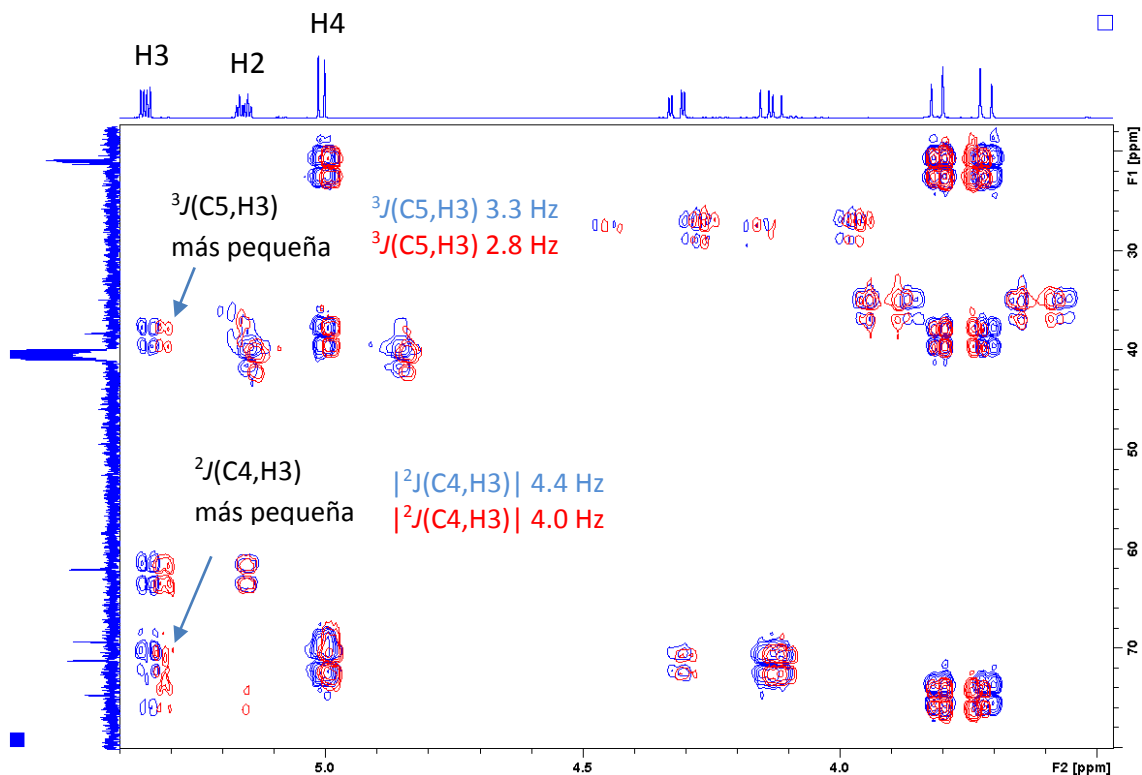 H3
H2
H4
³J(C5,H3)
más pequeña
³J(C5,H3) 3.3 Hz
³J(C5,H3) 2.8 Hz
²J(C4,H3)
más pequeña
|²J(C4,H3)| 4.4 Hz
|²J(C4,H3)| 4.0 Hz
F1 [ppm]
30
40
50
60
70
5.0
4.5
4.0
F2 [ppm]